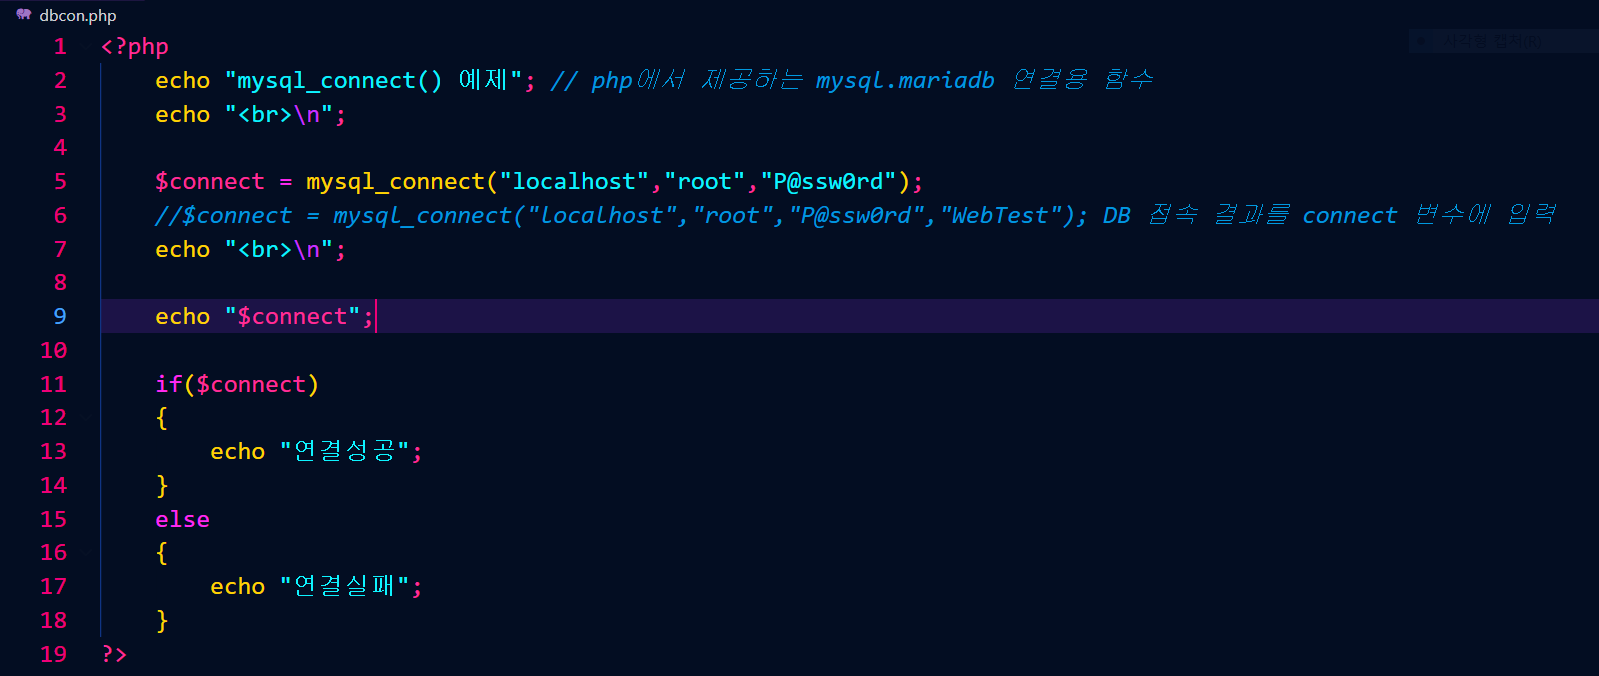 dbcon.php
1 <?php
2 echo "mysql_connect() 예제"; // php에서 제공하는 mysql.mariadb 연결용 함수
3 echo "<br>\n";
4
5 $connect = mysql_connect("localhost","root","P@ssw0rd");
6 //$connect = mysql_connect("localhost","root","P@ssw0rd","WebTest"); DB 접속 결과를 connect 변수에 입력
7 echo "<br>\n";
8
9 echo "$connect";
10
11 if($connect)
12 {
13 echo "연결성공";
14 }
15 else
16 {
17 echo "연결실패";
18 }
19 ?>